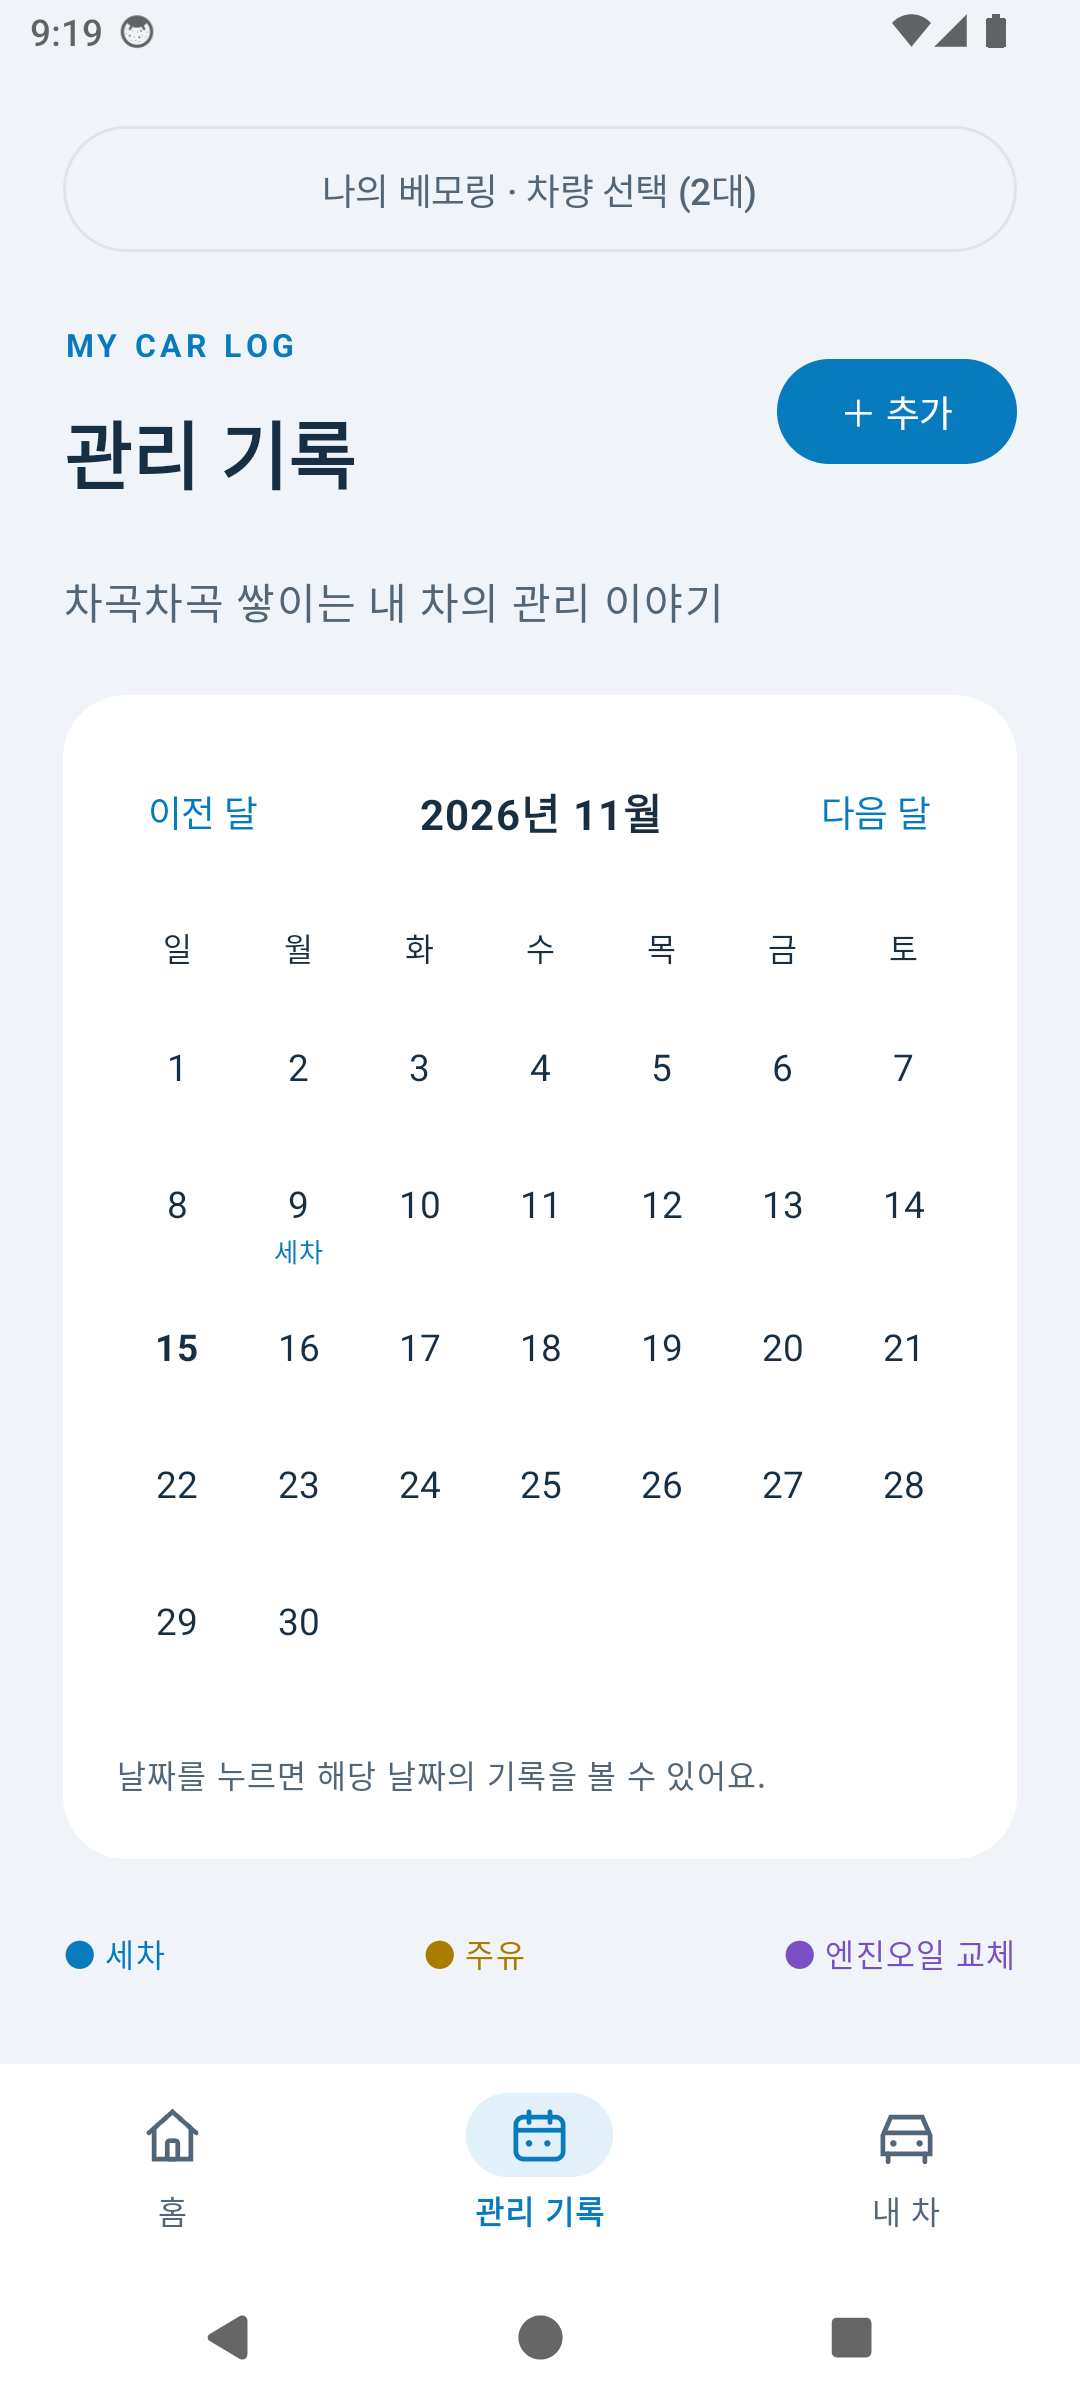 9:19
나의 베모링 · 차량 선택 (2대)
MY CAR LOG
관리 기록
+ 추가
차곡차곡 쌓이는 내 차의 관리 이야기
이전 달 2026년 11월 다음 달
일 월 화 수 목 금 토
1 2 3 4 5 6 7
8 9 10 11 12 13 14
세차
15 16 17 18 19 20 21
22 23 24 25 26 27 28
29 30
날짜를 누르면 해당 날짜의 기록을 볼 수 있어요.
세차 주유 엔진오일 교체
홈 관리 기록 내 차